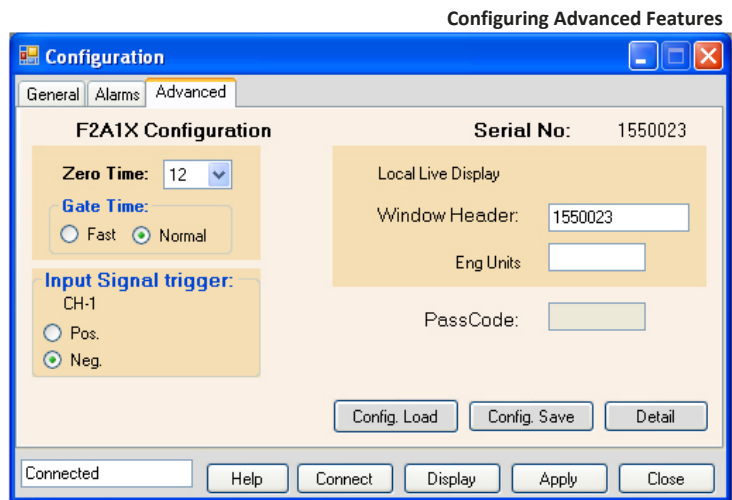 Configuring Advanced Features
Configuration
General Alarms Advanced
F2A1X Configuration
Serial No: 1550023
Zero Time: 12
Gate Time:
Fast Normal
Input Signal trigger:
CH-1
Pos.
Neg.
Local Live Display
Window Header: 1550023
Eng Units
PassCode:
Config. Load Config. Save Detail
Connected Help Connect Display Apply Close